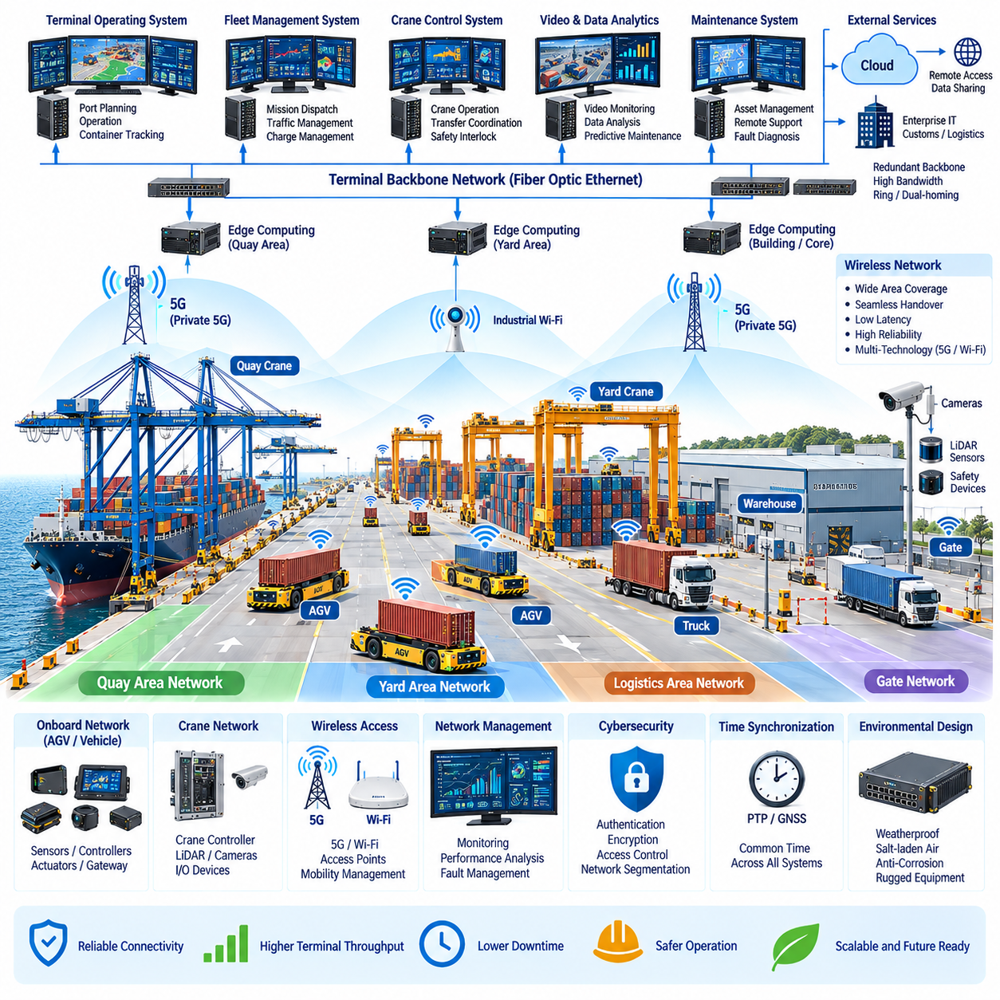 Terminal Operating System
Fleet Management System
Crane Control System
Video & Data Analytics
Maintenance System
External Services
Port Planning
Operation
Container Tracking
Mission Dispatch
Traffic Management
Charge Management
Crane Operation
Transfer Coordination
Safety Interlock
Video Monitoring
Data Analysis
Predictive Maintenance
Asset Management
Remote Support
Fault Diagnosis
Cloud
Remote Access
Data Sharing
Enterprise IT
Customs / Logistics
Terminal Backbone Network (Fiber Optic Ethernet)
Redundant Backbone
High Bandwidth
Ring / Dual-homing
Edge Computing
(Quay Area)
Edge Computing
(Yard Area)
Edge Computing
(Building / Core)
5G
(Private 5G)
Industrial Wi-Fi
5G
(Private 5G)
Wireless Network
• Wide Area Coverage
• Seamless Handover
• Low Latency
• High Reliability
• Multi-Technology (5G / Wi-Fi)
Quay Crane
Yard Crane
Cameras
LiDAR
Sensors
Safety
Devices
Warehouse
Gate
AGV
AGV
AGV
AGV
Truck
Quay Area Network
Yard Area Network
Logistics Area Network
Gate Network
Onboard Network
(AGV / Vehicle)
Sensors / Controllers
Actuators / Gateway
Crane Network
Crane Controller
LiDAR / Cameras
I/O Devices
Wireless Access
5G
Wi-Fi
5G / Wi-Fi
Access Points
Mobility Management
Network Management
Monitoring
Performance Analysis
Fault Management
Cybersecurity
Authentication
Encryption
Access Control
Network Segmentation
Time Synchronization
PTP / GNSS
Common Time
Across All Systems
Environmental Design
Weatherproof
Salt-laden Air
Anti-Corrosion
Rugged Equipment
Reliable Connectivity
Higher Terminal Throughput
Lower Downtime
Safer Operation
Scalable and Future Ready